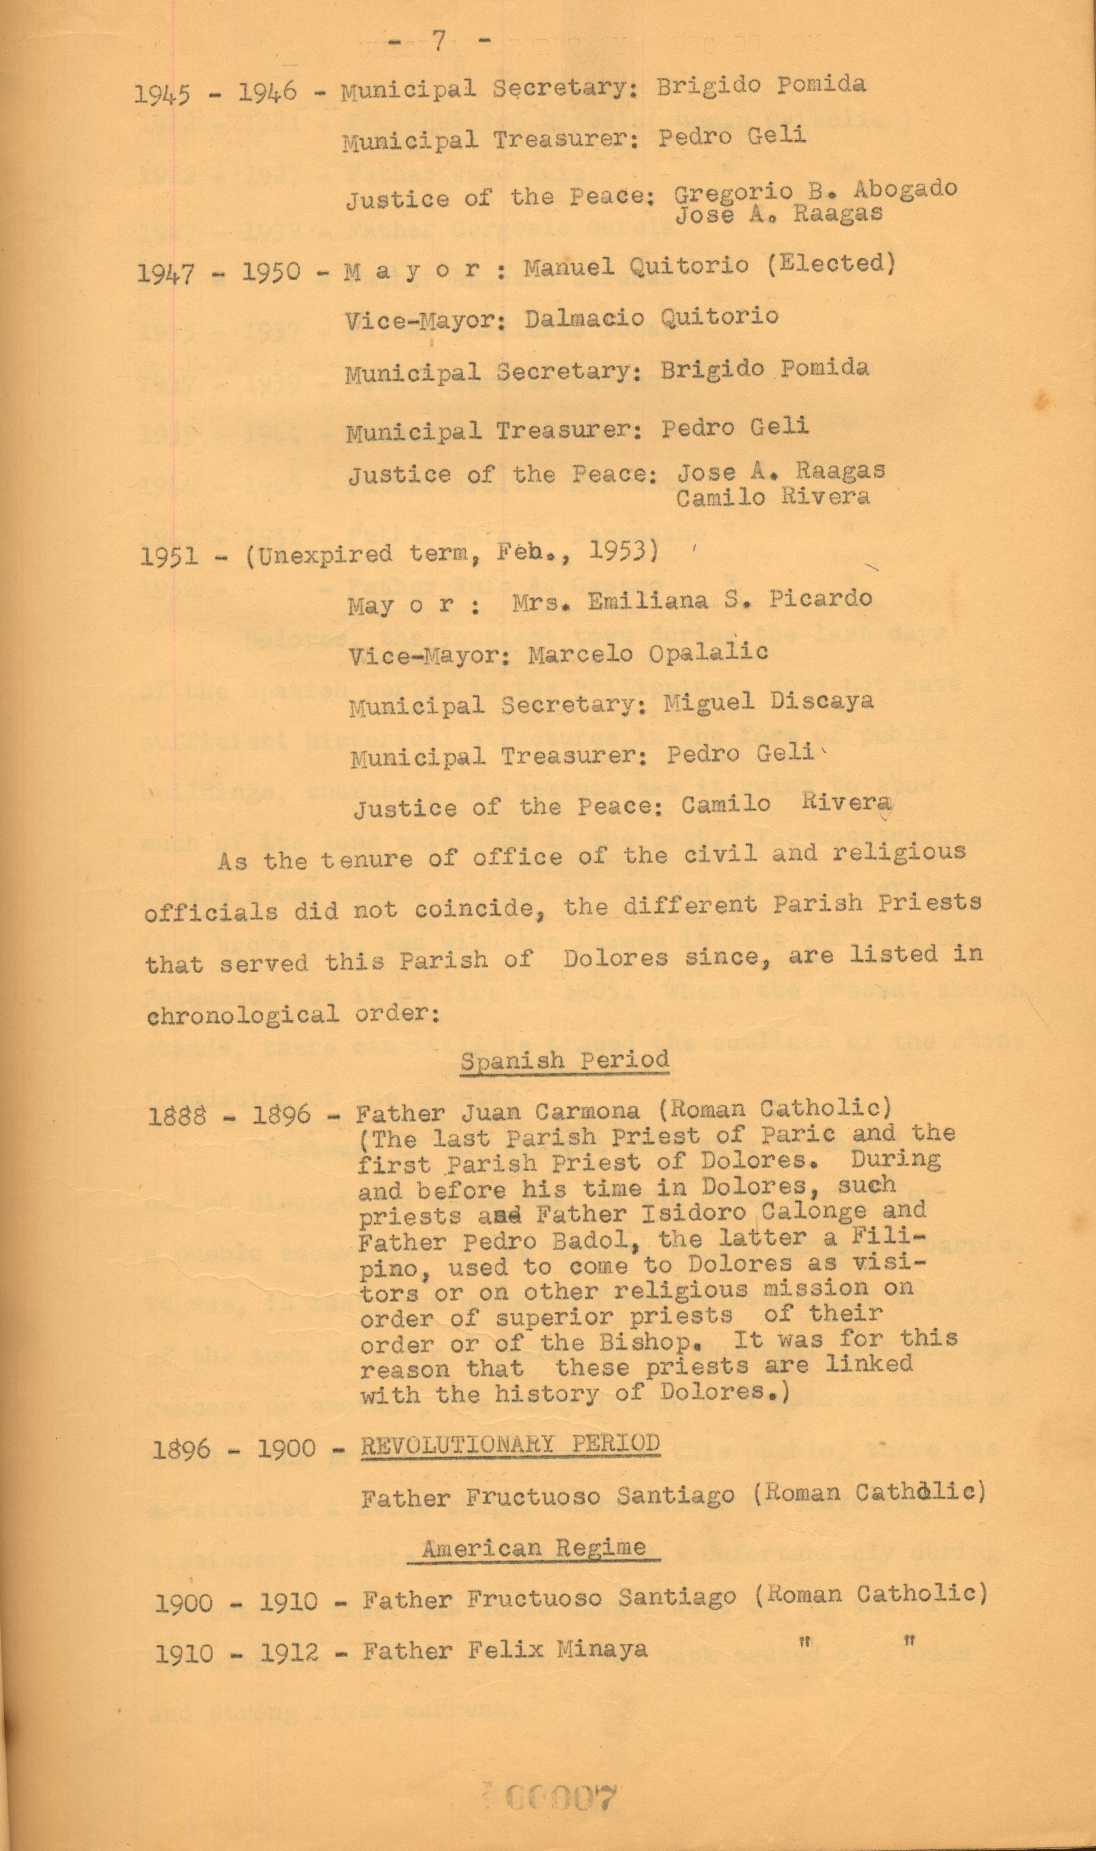 - 7 -
1945 - 1946 - Municipal Secretary: Brigido Pomida
Municipal Treasurer: Pedro Geli
Justice of the Peace: Gregorio B. Abogado
Jose A. Raagas
1947 - 1950 - M a y o r : Manuel Quitorio (Elected)
Vice-Mayor: Dalmacio Quitorio
Municipal Secretary: Brigido Pomida
Municipal Treasurer: Pedro Geli
Justice of the Peace: Jose A. Raagas
Camilo Rivera
1951 - (Unexpired term, Feb., 1953)
May o r : Mrs. Emiliana S. Picardo
Vice-Mayor: Marcelo Opalalic
Municipal Secretary: Miguel Discaya
Municipal Treasurer: Pedro Geli
Justice of the Peace: Camilo Rivera
As the tenure of office of the civil and religious
officials did not coincide, the different Parish Priests
that served this Parish of Dolores since, are listed in
chronological order:
Spanish Period
1888 - 1896 - Father Juan Carmona (Roman Catholic)
(The last Parish Priest of Paric and the
first Parish Priest of Dolores. During
and before his time in Dolores, such
priests as Father Isidoro Calonge and
Father Pedro Badol, the latter a Fili-
pino, used to come to Dolores as visi-
tors or on other religious mission on
order of superior priests of their
order or of the Bishop. It was for this
reason that these priests are linked
with the history of Dolores.)
1896 - 1900 - REVOLUTIONARY PERIOD
Father Fructuoso Santiago (Roman Catholic)
American Regime
1900 - 1910 - Father Fructuoso Santiago (Roman Catholic)
1910 - 1912 - Father Felix Minaya " "
00007